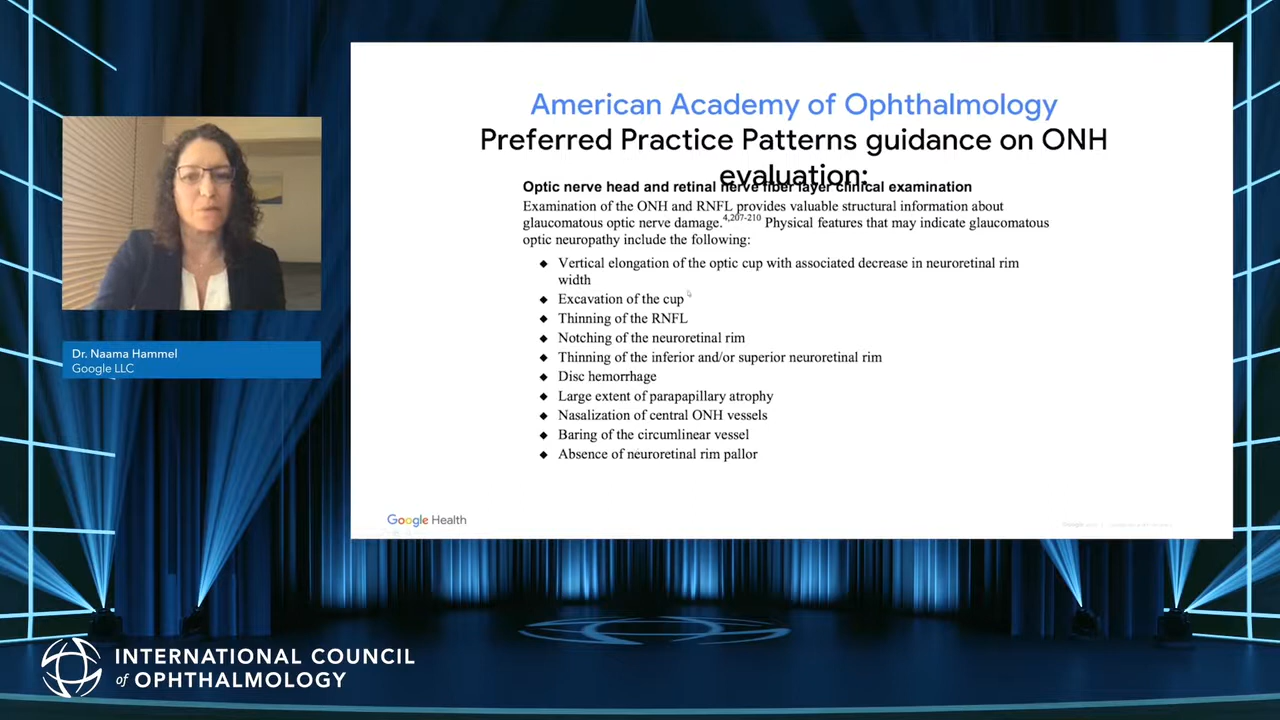 American Academy of Ophthalmology
Preferred Practice Patterns guidance on ONH
evaluation:
Optic nerve head and retinal nerve fiber layer clinical examination
Examination of the ONH and RNFL provides valuable structural information about
glaucomatous optic nerve damage.4,207-210 Physical features that may indicate glaucomatous
optic neuropathy include the following:
◆ Vertical elongation of the optic cup with associated decrease in neuroretinal rim
width
◆ Excavation of the cup
◆ Thinning of the RNFL
◆ Notching of the neuroretinal rim
◆ Thinning of the inferior and/or superior neuroretinal rim
◆ Disc hemorrhage
◆ Large extent of parapapillary atrophy
◆ Nasalization of central ONH vessels
◆ Baring of the circumlinear vessel
◆ Absence of neuroretinal rim pallor
Google Health
Google
Dr. Naama Hammel
Google LLC
INTERNATIONAL COUNCIL
of OPHTHALMOLOGY